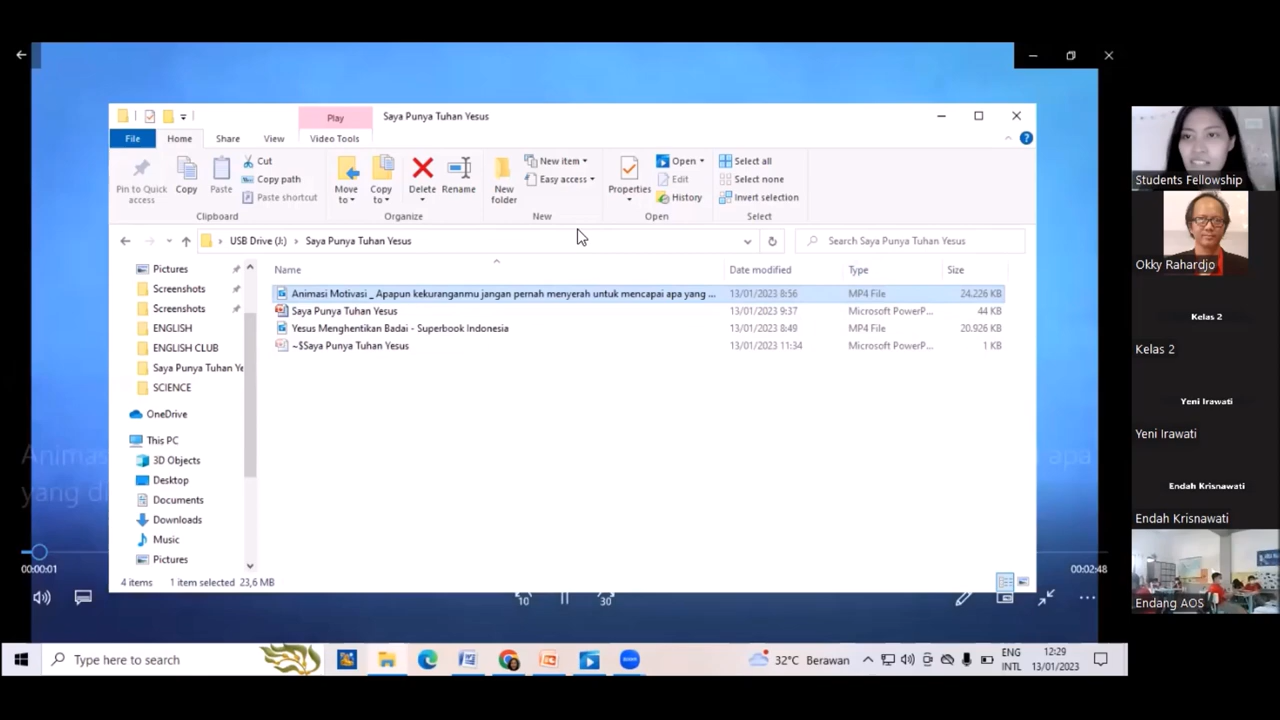 Play
Saya Punya Tuhan Yesus
File
Home
Share
View
Video Tools
Pin to Quick access
Copy
Paste
Cut
Copy path
Paste shortcut
Clipboard
Move to
Copy to
Delete
Rename
Organize
New folder
New item
Easy access
New
Properties
Open
Edit
History
Open
Select all
Select none
Invert selection
Select
USB Drive (J:) > Saya Punya Tuhan Yesus
Search Saya Punya Tuhan Yesus
Pictures
Screenshots
Screenshots
ENGLISH
ENGLISH CLUB
Saya Punya Tuhan Ye
SCIENCE
OneDrive
This PC
3D Objects
Desktop
Documents
Downloads
Music
Pictures
Name Date modified Type Size
Animasi Motivasi _ Apapun kekuranganmu jangan pernah menyerah untuk mencapai apa yang ... 13/01/2023 8:56 MP4 File 24.226 KB
Saya Punya Tuhan Yesus 13/01/2023 9:37 Microsoft PowerP... 44 KB
Yesus Menghentikan Badai - Superbook Indonesia 13/01/2023 8:49 MP4 File 20.926 KB
~$Saya Punya Tuhan Yesus 13/01/2023 11:34 Microsoft PowerP... 1 KB
4 items 1 item selected 23,6 MB
Animas
apa
yang di
00:00:01
00:02:48
10
30
Type here to search
zoom
32°C Berawan
ENG
INTL
12:29
13/01/2023
Students Fellowship
Okky Rahardjo
Kelas 2
Kelas 2
Yeni Irawati
Yeni Irawati
Endah Krisnawati
Endah Krisnawati
Endang AOS